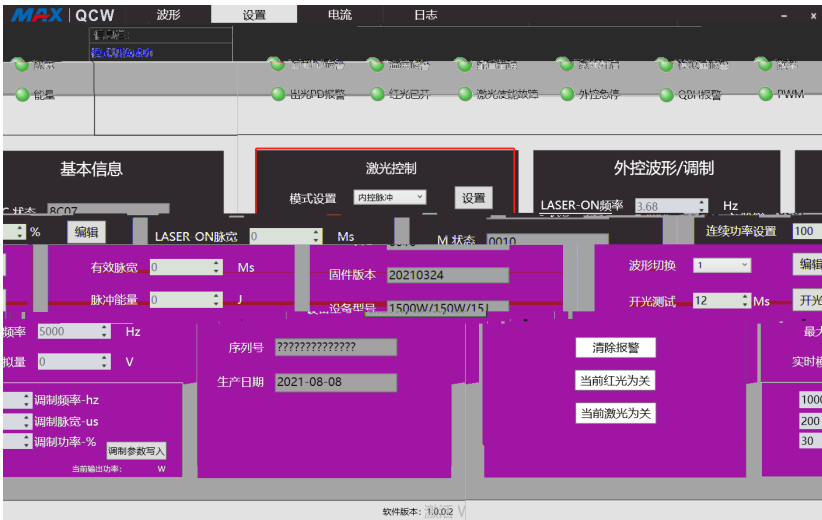 MAX | QCW 波形 设置 电流 日志
能量 出光PD报警 红光已开 激光使能故障 外控急停 QBH报警 PWM
基本信息 激光控制 外控波形/调制
模式设置 内控脉冲 设置
LASER-ON频率 3.68 Hz
状态 8C07
% 编辑 LASER ON脉宽 0 Ms M 状态 0010 连续功率设置 100
有效脉宽 0 Ms 固件版本 20210324 波形切换 1 编辑
脉冲能量 0 J 设备型号 1500W/150W/15J 开光测试 12 Ms 开光
频率 5000 Hz
序列号 ?????????????? 清除报警
拟量 0 V 实时模
生产日期 2021-08-08 当前红光为关
调制频率-hz 1000
调制脉宽-us 当前激光为关 200
调制功率-% 30
调制参数写入
当前输出功率: W
软件版本: 1.0.0.2